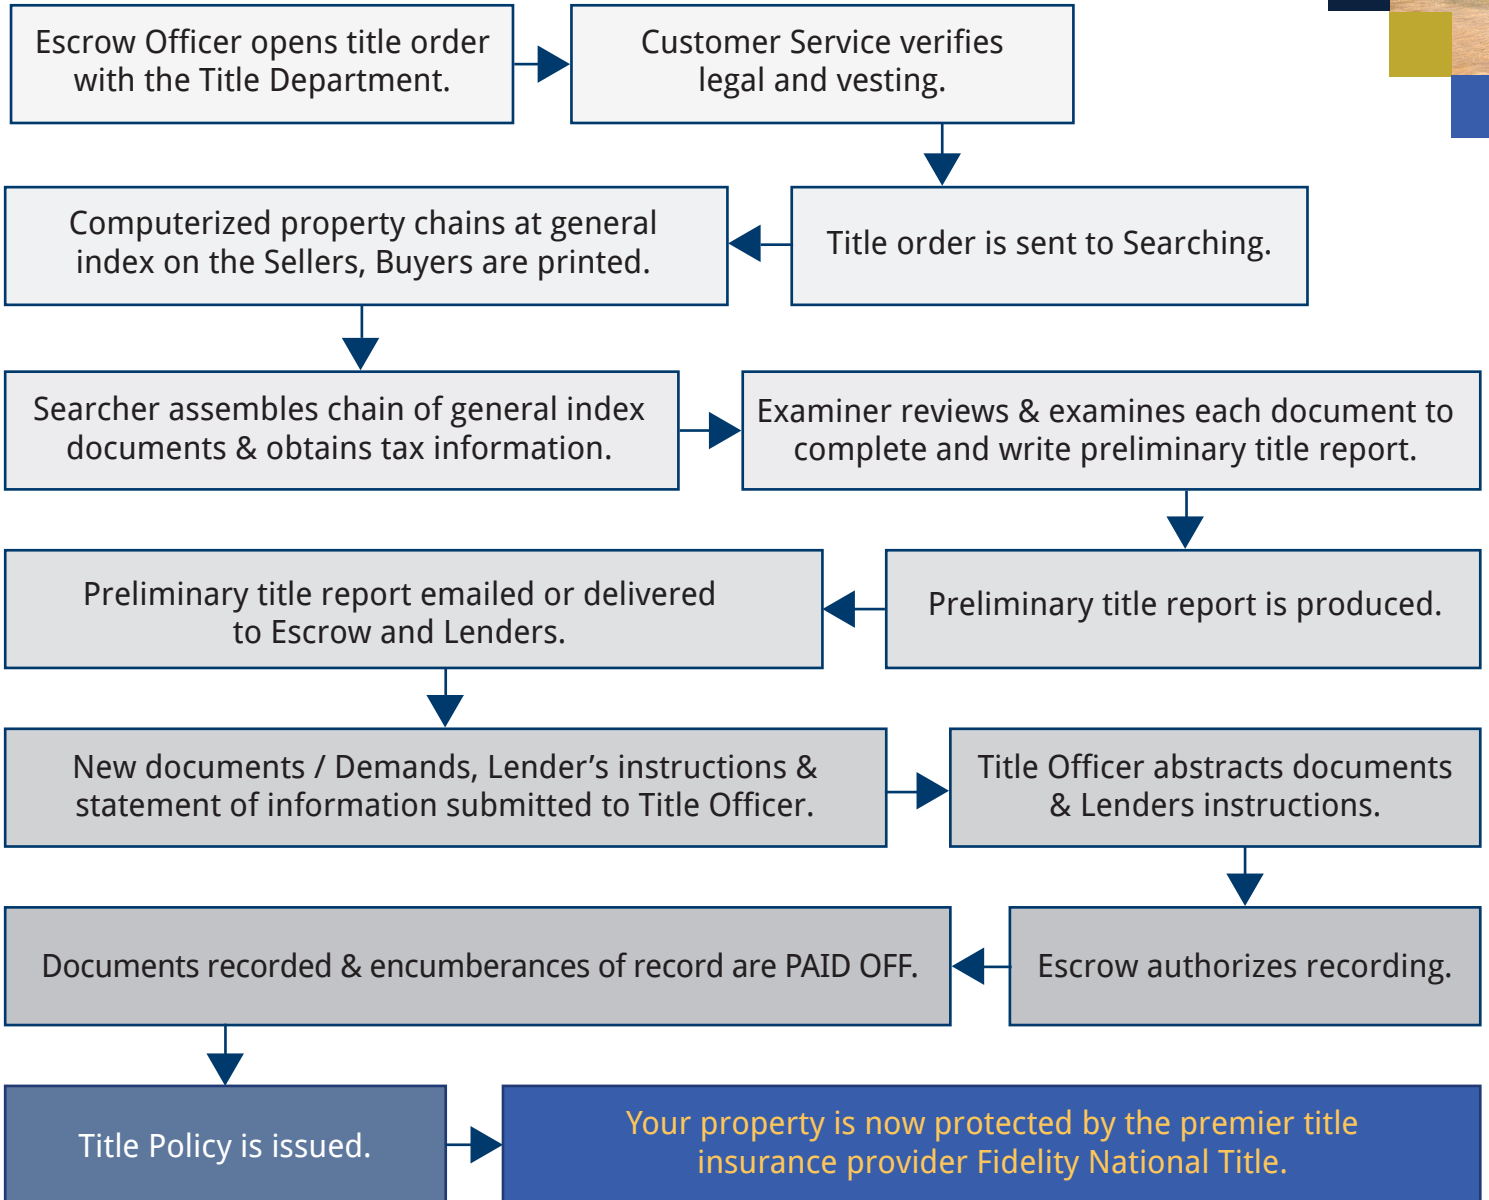 Escrow Officer opens title order
with the Title Department.
Customer Service verifies
legal and vesting.
Title order is sent to Searching.
Computerized property chains at general
index on the Sellers, Buyers are printed.
Searcher assembles chain of general index
documents & obtains tax information.
Examiner reviews & examines each document to
complete and write preliminary title report.
Preliminary title report is produced.
Preliminary title report emailed or delivered
to Escrow and Lenders.
New documents / Demands, Lender’s instructions &
statement of information submitted to Title Officer.
Title Officer abstracts documents
& Lenders instructions.
Escrow authorizes recording.
Documents recorded & encumberances of record are PAID OFF.
Title Policy is issued.
Your property is now protected by the premier title
insurance provider Fidelity National Title.